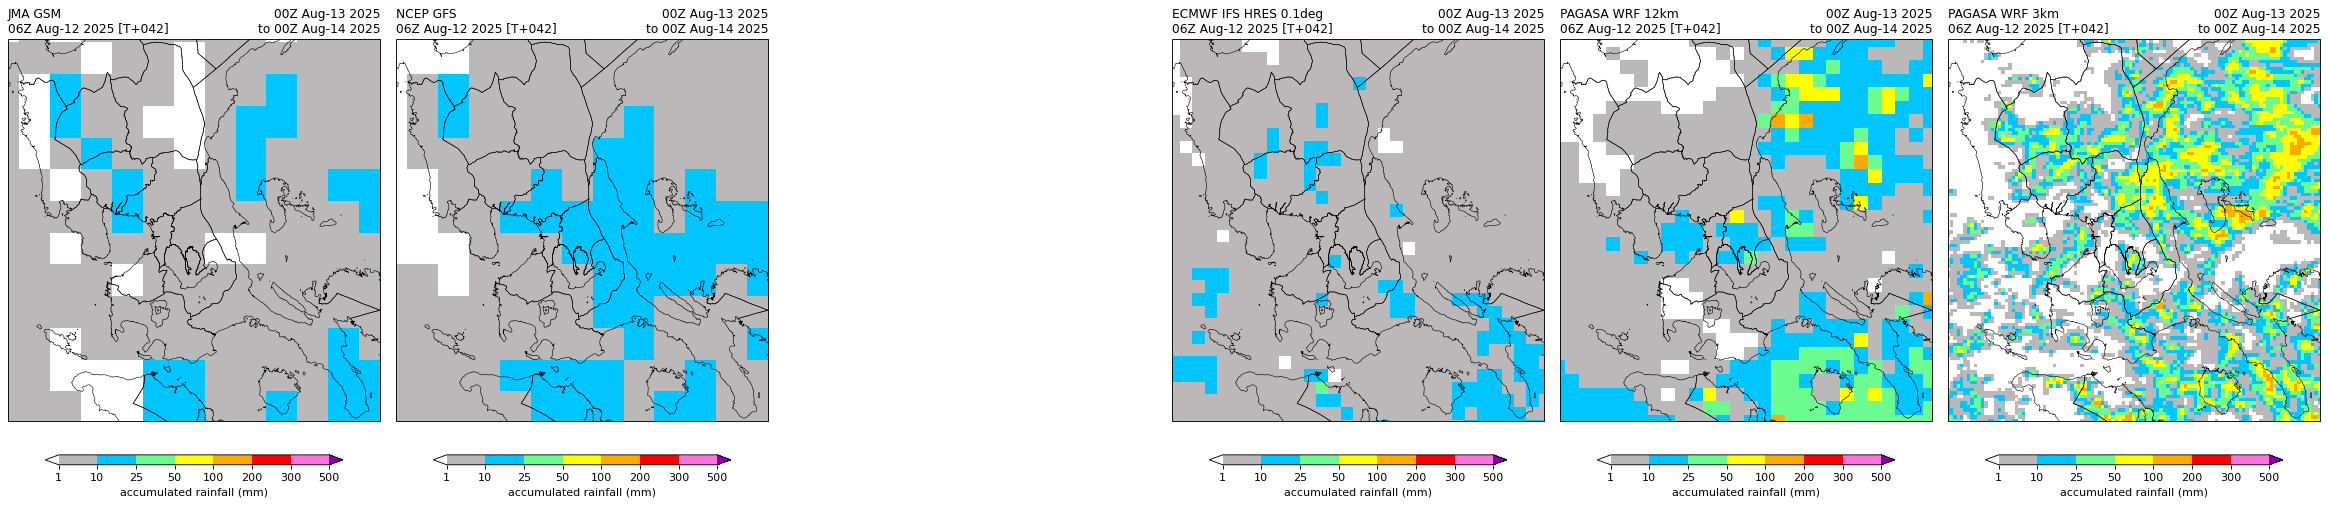 JMA GSM 00Z Aug-13 2025
06Z Aug-12 2025 [T+042] to 00Z Aug-14 2025
1 10 25 50 100 200 300 500
accumulated rainfall (mm)
NCEP GFS 00Z Aug-13 2025
06Z Aug-12 2025 [T+042] to 00Z Aug-14 2025
1 10 25 50 100 200 300 500
accumulated rainfall (mm)
ECMWF IFS HRES 0.1deg 00Z Aug-13 2025
06Z Aug-12 2025 [T+042] to 00Z Aug-14 2025
1 10 25 50 100 200 300 500
accumulated rainfall (mm)
PAGASA WRF 12km 00Z Aug-13 2025
06Z Aug-12 2025 [T+042] to 00Z Aug-14 2025
1 10 25 50 100 200 300 500
accumulated rainfall (mm)
PAGASA WRF 3km 00Z Aug-13 2025
06Z Aug-12 2025 [T+042] to 00Z Aug-14 2025
1 10 25 50 100 200 300 500
accumulated rainfall (mm)